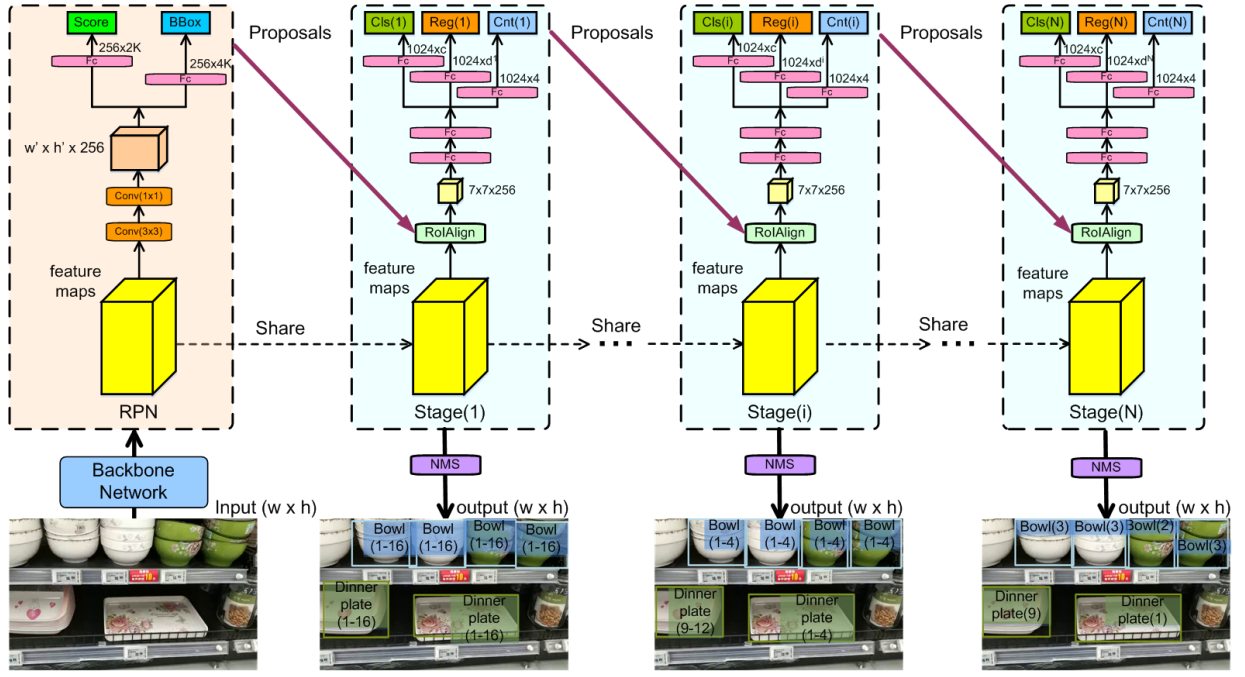 Score
BBox
256x2K
Fc
256x4K
Fc
w' x h' x 256
Conv(1x1)
Conv(3x3)
feature
maps
RPN
Backbone
Network
Input (w x h)
Proposals
Share
Cls(1)
Reg(1)
Cnt(1)
1024xc
Fc
1024xd¹
Fc
1024x4
Fc
Fc
Fc
7x7x256
RoIAlign
feature
maps
Stage(1)
NMS
output (w x h)
Bowl
(1-16)
Bowl
(1-16)
Bowl
(1-16)
Bowl
(1-16)
Dinner
plate
(1-16)
Dinner
plate
(1-16)
Proposals
Share
Cls(i)
Reg(i)
Cnt(i)
1024xc
Fc
1024xdⁱ
Fc
1024x4
Fc
Fc
Fc
7x7x256
RoIAlign
feature
maps
Stage(i)
NMS
output (w x h)
Bowl
(1-4)
Bowl
(1-4)
Bowl
(1-4)
Bowl
(1-4)
Dinner
plate
(9-12)
Dinner
plate
(1-4)
Proposals
Share
Cls(N)
Reg(N)
Cnt(N)
1024xc
Fc
1024xdᴺ
Fc
1024x4
Fc
Fc
Fc
7x7x256
RoIAlign
feature
maps
Stage(N)
NMS
output (w x h)
Bowl(3)
Bowl(3)
Bowl(2)
Bowl(3)
Dinner
plate(9)
Dinner
plate(1)